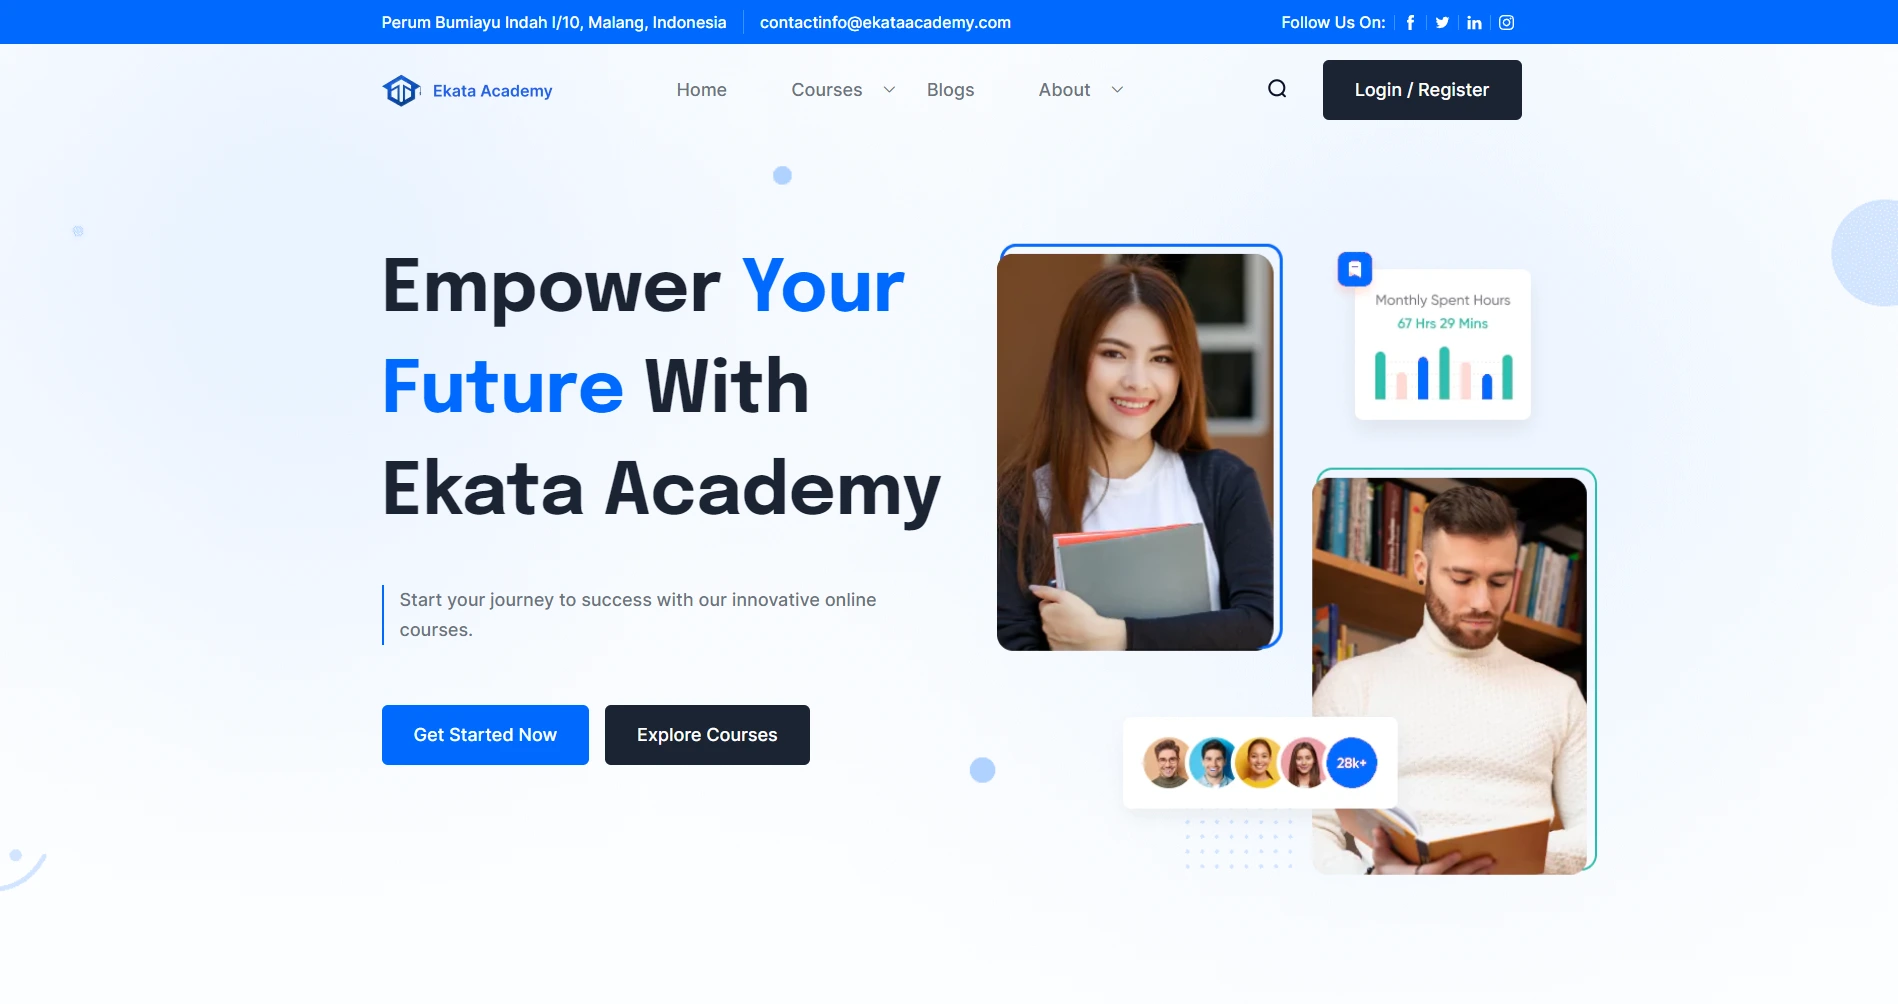 Perum Bumiayu Indah I/10, Malang, Indonesia
contactinfo@ekataacademy.com
Follow Us On:
Ekata Academy
Home
Courses
Blogs
About
Login / Register
Empower Your
Future With
Ekata Academy
Start your journey to success with our innovative online
courses.
Get Started Now
Explore Courses
Monthly Spent Hours
67 Hrs 29 Mins
28k+